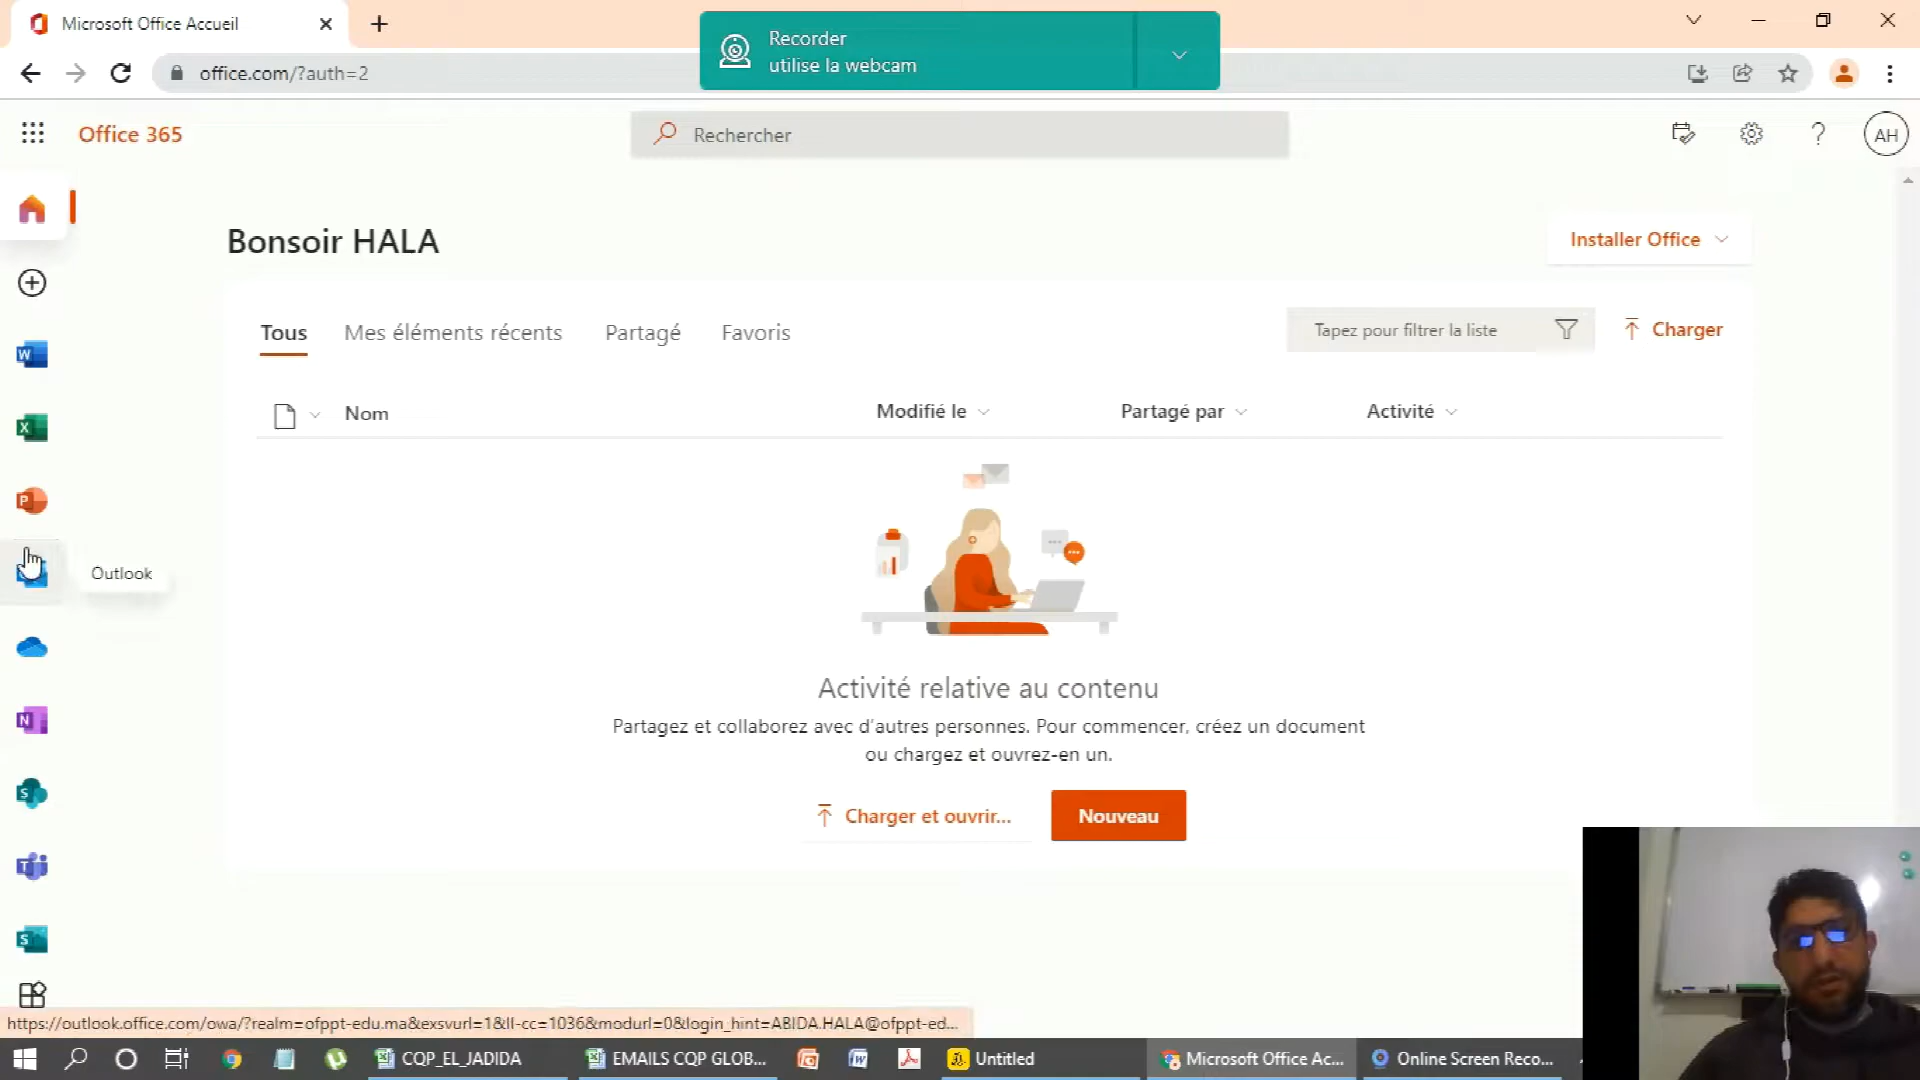 Microsoft Office Accueil
Recorder
utilise la webcam
office.com/?auth=2
Office 365
Rechercher
AH
Bonsoir HALA
Installer Office
Tous
Mes éléments récents
Partagé
Favoris
Tapez pour filtrer la liste
Charger
Nom
Modifié le
Partagé par
Activité
Outlook
Activité relative au contenu
Partagez et collaborez avec d'autres personnes. Pour commencer, créez un document
ou chargez et ouvrez-en un.
Charger et ouvrir...
Nouveau
https://outlook.office.com/owa/?realm=ofppt-edu.ma&exsvurl=1&ll-cc=1036&modurl=0&login_hint=ABIDA.HALA@ofppt-ed...
CQP_EL_JADIDA
EMAILS CQP GLOB...
Untitled
Microsoft Office Ac...
Online Screen Reco...